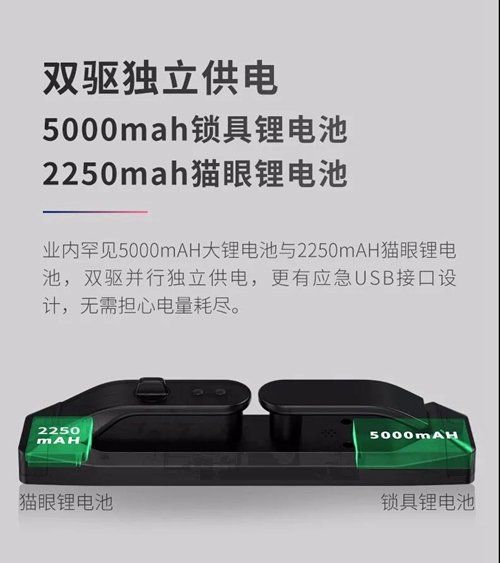 双驱独立供电
5000mah锁具锂电池
2250mah猫眼锂电池
业内罕见5000mAH大锂电池与2250mAH猫眼锂电
池，双驱并行独立供电，更有应急USB接口设
计，无需担心电量耗尽。
2250
mAH
5000mAH
猫眼锂电池
锁具锂电池